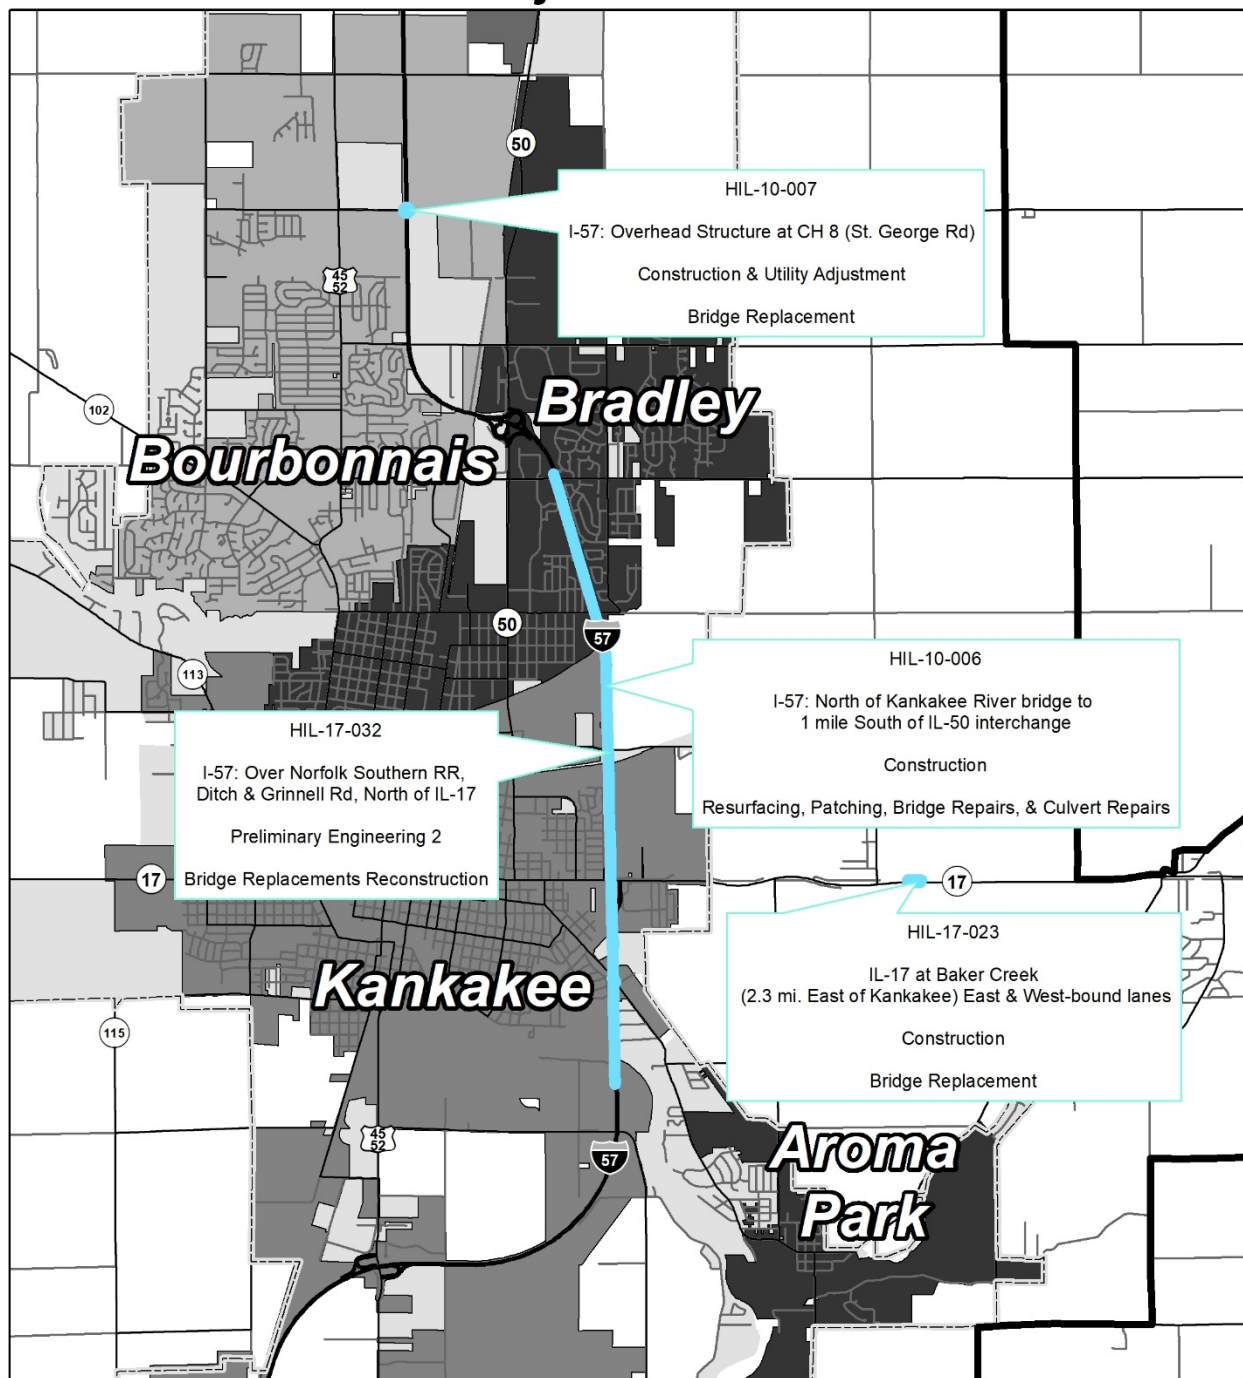 50
HIL-10-007
I-57: Overhead Structure at CH 8 (St. George Rd)
Construction & Utility Adjustment
Bridge Replacement
45
52
102
Bradley
Bourbonnais
50
57
113
HIL-10-006
I-57: North of Kankakee River bridge to
1 mile South of IL-50 interchange
Construction
Resurfacing, Patching, Bridge Repairs, & Culvert Repairs
HIL-17-032
I-57: Over Norfolk Southern RR,
Ditch & Grinnell Rd, North of IL-17
Preliminary Engineering 2
Bridge Replacements Reconstruction
17
17
HIL-17-023
IL-17 at Baker Creek
(2.3 mi. East of Kankakee) East & West-bound lanes
Construction
Bridge Replacement
Kankakee
115
45
52
57
Aroma
Park